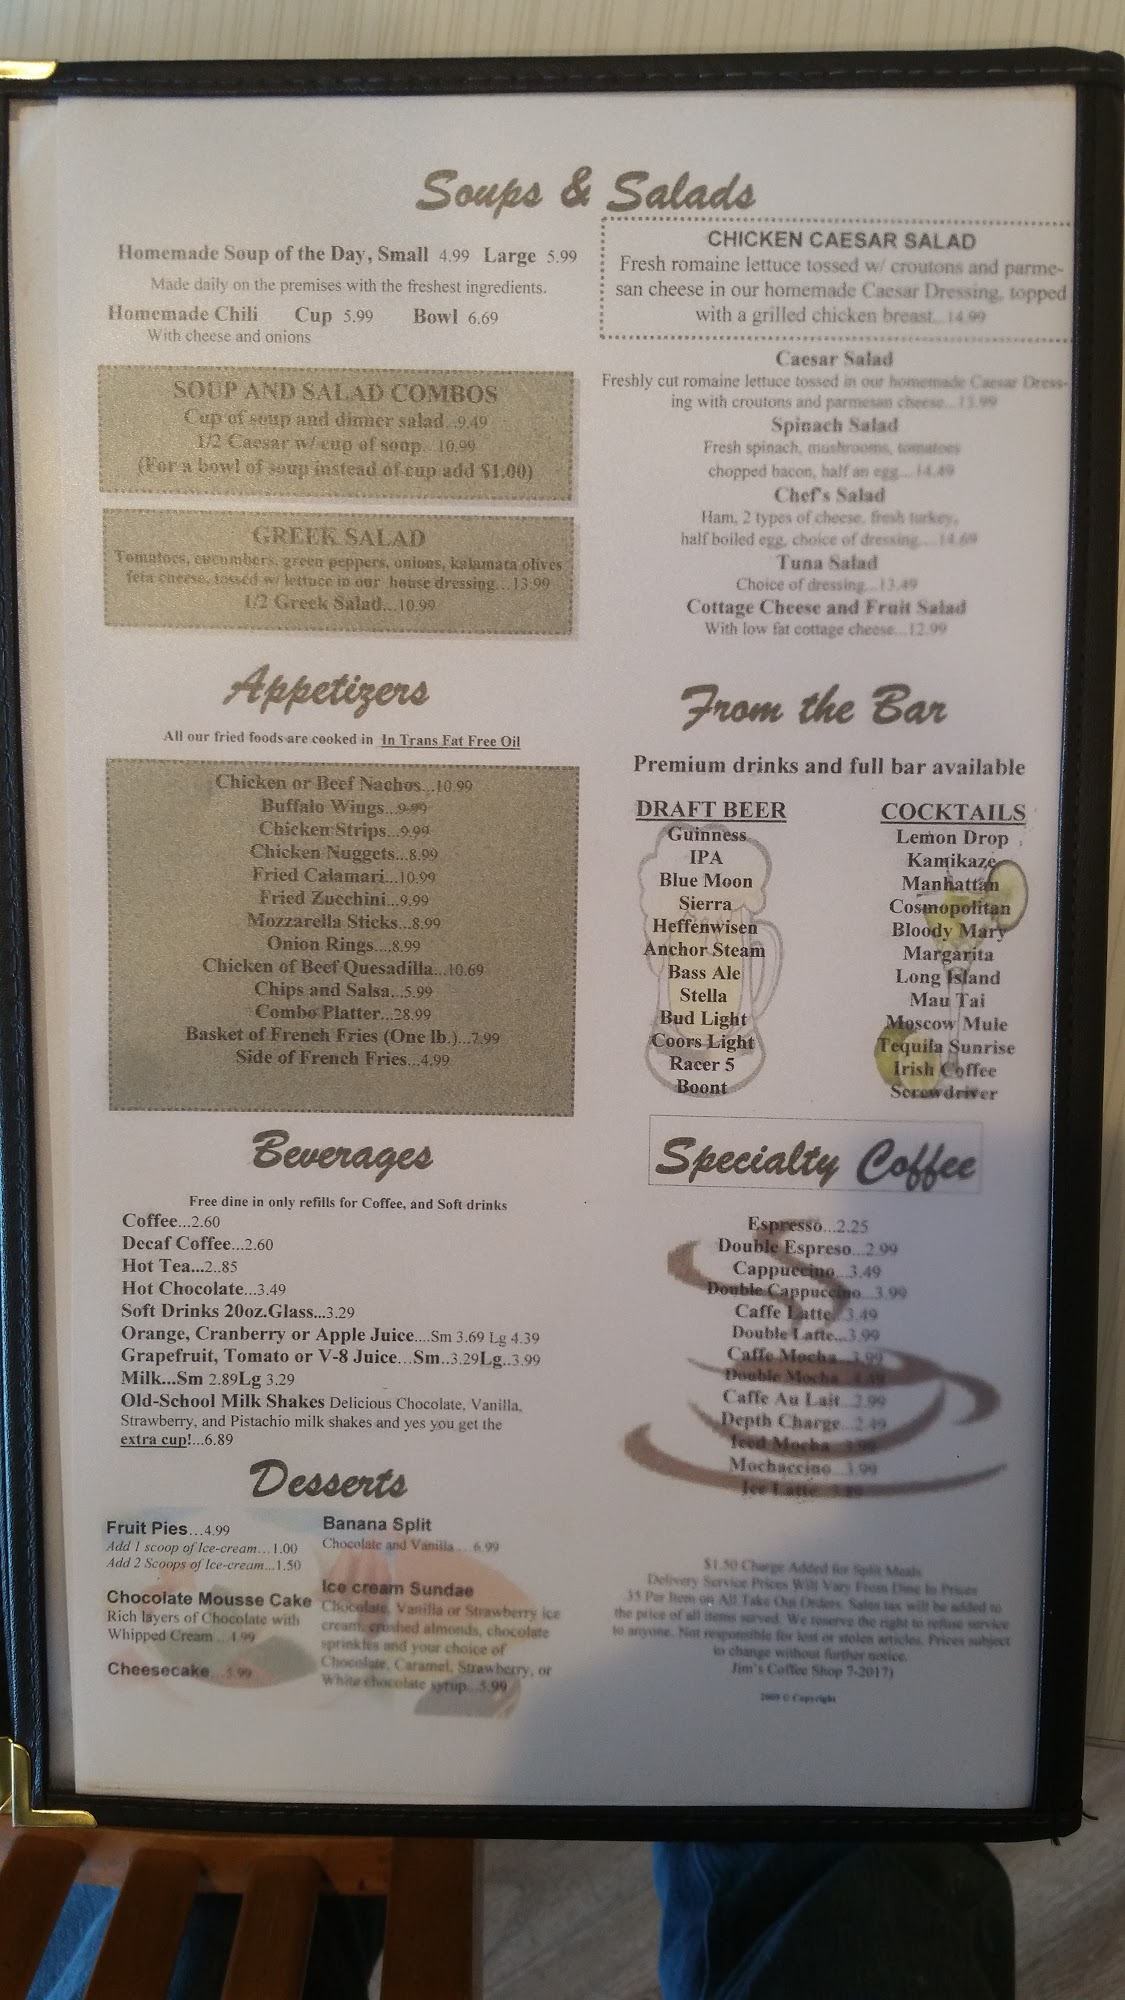 Soups & Salads
Homemade Soup of the Day, Small 4.99 Large 5.99
Made daily on the premises with the freshest ingredients.
Homemade Chili Cup 5.99 Bowl 6.69
With cheese and onions
SOUP AND SALAD COMBOS
Cup of soup and dinner salad..9.49
1/2 Caesar w/ cup of soup...10.99
(For a bowl of soup instead of cup add $1.00)
GREEK SALAD
Tomatoes, cucumbers, green peppers, onions, kalamata olives
feta cheese, tossed w/ lettuce in our house dressing...13.99
1/2 Greek Salad...10.99
CHICKEN CAESAR SALAD
Fresh romaine lettuce tossed w/ croutons and parme-
san cheese in our homemade Caesar Dressing, topped
with a grilled chicken breast...14.99
Caesar Salad
Freshly cut romaine lettuce tossed in our homemade Caesar Dress-
ing with croutons and parmesan cheese...13.99
Spinach Salad
Fresh spinach, mushrooms, tomatoes
chopped bacon, half an egg....14.49
Chef's Salad
Ham, 2 types of cheese, fresh turkey,
half boiled egg, choice of dressing....14.69
Tuna Salad
Choice of dressing...13.49
Cottage Cheese and Fruit Salad
With low fat cottage cheese...12.99
Appetizers
All our fried foods are cooked in In Trans Fat Free Oil
Chicken or Beef Nachos...10.99
Buffalo Wings...9.99
Chicken Strips...9.99
Chicken Nuggets...8.99
Fried Calamari...10.99
Fried Zucchini...9.99
Mozzarella Sticks...8.99
Onion Rings....8.99
Chicken of Beef Quesadilla...10.69
Chips and Salsa...5.99
Combo Platter...28.99
Basket of French Fries (One lb.)...7.99
Side of French Fries...4.99
From the Bar
Premium drinks and full bar available
DRAFT BEER
Guinness
IPA
Blue Moon
Sierra
Heffenwisen
Anchor Steam
Bass Ale
Stella
Bud Light
Coors Light
Racer 5
Boont
COCKTAILS
Lemon Drop
Kamikaze
Manhattan
Cosmopolitan
Bloody Mary
Margarita
Long Island
Mau Tai
Moscow Mule
Tequila Sunrise
Irish Coffee
Screwdriver
Beverages
Free dine in only refills for Coffee, and Soft drinks
Coffee...2.60
Decaf Coffee...2.60
Hot Tea...2..85
Hot Chocolate...3.49
Soft Drinks 20oz.Glass...3.29
Orange, Cranberry or Apple Juice....Sm 3.69 Lg 4.39
Grapefruit, Tomato or V-8 Juice...Sm..3.29Lg..3.99
Milk...Sm 2.89Lg 3.29
Old-School Milk Shakes Delicious Chocolate, Vanilla,
Strawberry, and Pistachio milk shakes and yes you get the
extra cup!...6.89
Specialty Coffee
Espresso...2.25
Double Espreso...2.99
Cappuccino...3.49
Double Cappuccino...3.99
Caffe Latte...3.49
Double Latte...3.99
Caffe Mocha...3.99
Double Mocha...
Caffe Au Lait...2.99
Depth Charge...2.49
Iced Mocha...3.99
Mochaccino...3.99
Ice Latte...
Desserts
Fruit Pies...4.99
Add 1 scoop of Ice-cream...1.00
Add 2 Scoops of Ice-cream...1.50
Chocolate Mousse Cake
Rich layers of Chocolate with
Whipped Cream ...4.99
Cheesecake...5.99
Banana Split
Chocolate and Vanilla.... 6.99
Ice cream Sundae
Chocolate, Vanilla or Strawberry ice
cream, crushed almonds, chocolate
sprinkles and your choice of
Chocolate, Caramel, Strawberry, or
White chocolate syrup...5.99
$1.50 Charge Added for Split Meals
Delivery Service Prices Will Vary From Dine In Prices
Per Item on All Take Out Orders. Sales tax will be added to
the price of all items served. We reserve the right to refuse service
to anyone. Not responsible for lost or stolen articles. Prices subject
to change without further notice.
Jim's Coffee Shop 7-2017)
2009 © Copyright